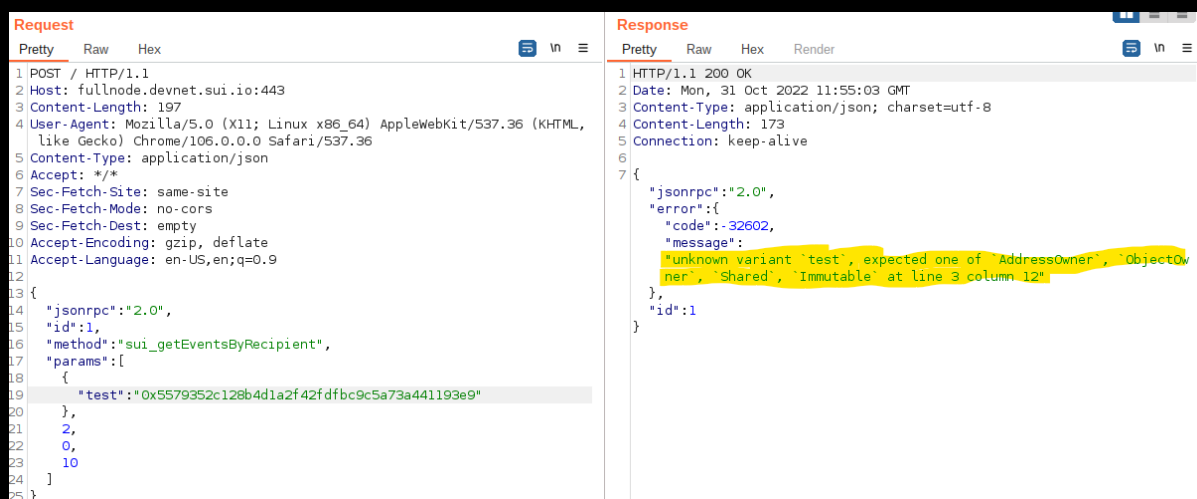 Request
Pretty Raw Hex \n
1 POST / HTTP/1.1
2 Host: fullnode.devnet.sui.io:443
3 Content-Length: 197
4 User-Agent: Mozilla/5.0 (X11; Linux x86_64) AppleWebKit/537.36 (KHTML,
like Gecko) Chrome/106.0.0.0 Safari/537.36
5 Content-Type: application/json
6 Accept: */*
7 Sec-Fetch-Site: same-site
8 Sec-Fetch-Mode: no-cors
9 Sec-Fetch-Dest: empty
10 Accept-Encoding: gzip, deflate
11 Accept-Language: en-US,en;q=0.9
12
13 {
14 "jsonrpc":"2.0",
15 "id":1,
16 "method":"sui_getEventsByRecipient",
17 "params":[
18 {
19 "test":"0x5579352c128b4d1a2f42fdfbc9c5a73a441193e9"
20 },
21 2,
22 0,
23 10
24 ]
25 }
Response
Pretty Raw Hex Render \n
1 HTTP/1.1 200 OK
2 Date: Mon, 31 Oct 2022 11:55:03 GMT
3 Content-Type: application/json; charset=utf-8
4 Content-Length: 173
5 Connection: keep-alive
6
7 {
"jsonrpc":"2.0",
"error":{
"code":-32602,
"message":
"unknown variant `test`, expected one of `AddressOwner`, `ObjectOw
ner`, `Shared`, `Immutable` at line 3 column 12"
},
"id":1
}